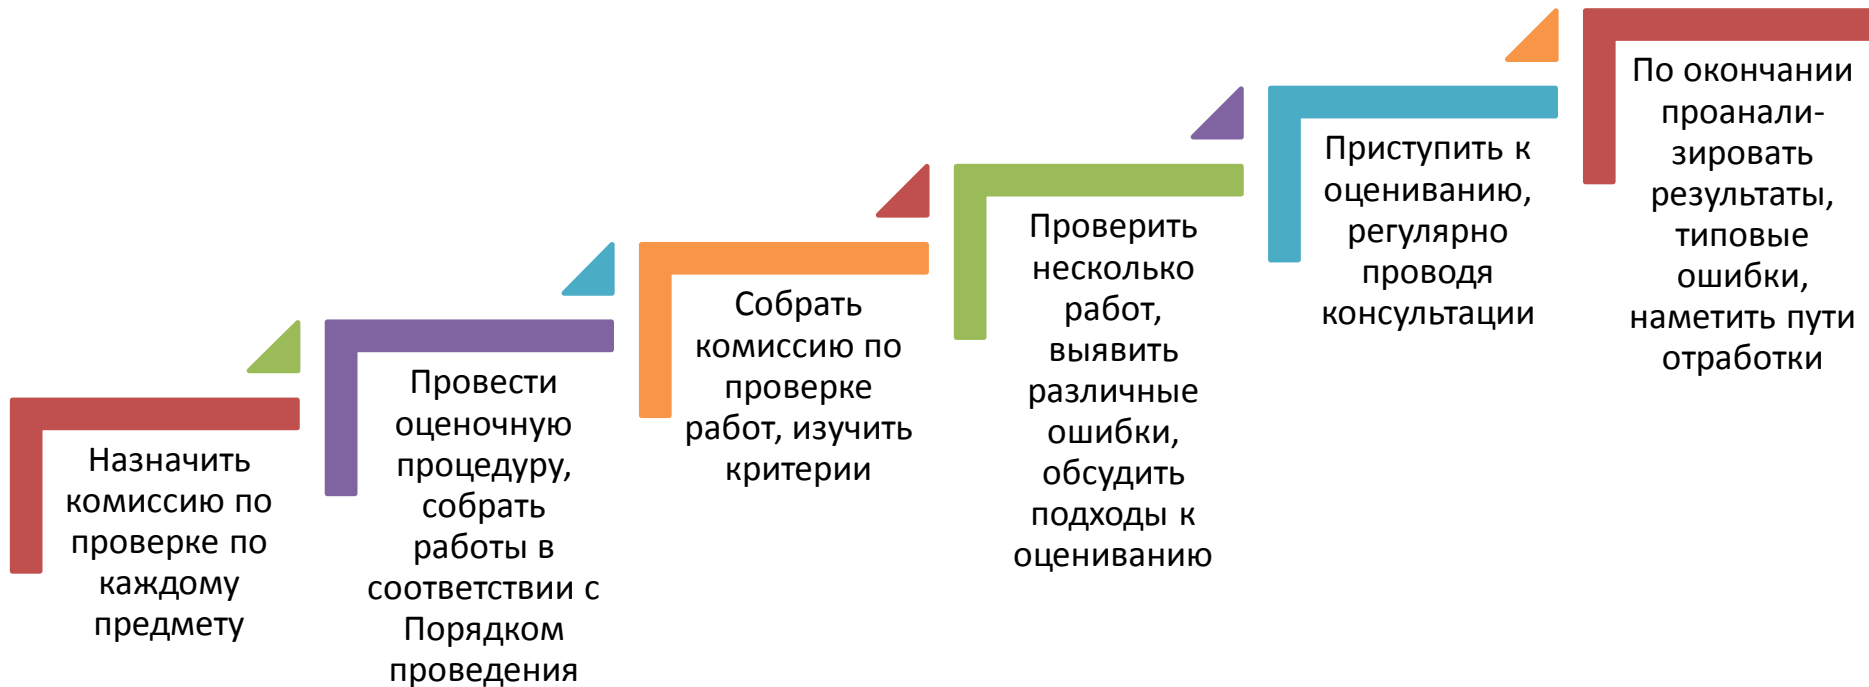 Назначить
комиссию по
проверке по
каждому
предмету
Провести
оценочную
процедуру,
собрать
работы в
соответствии с
Порядком
проведения
Собрать
комиссию по
проверке
работ, изучить
критерии
Проверить
несколько
работ,
выявить
различные
ошибки,
обсудить
подходы к
оцениванию
Приступить к
оцениванию,
регулярно
проводя
консультации
По окончании
проанали-
зировать
результаты,
типовые
ошибки,
наметить пути
отработки